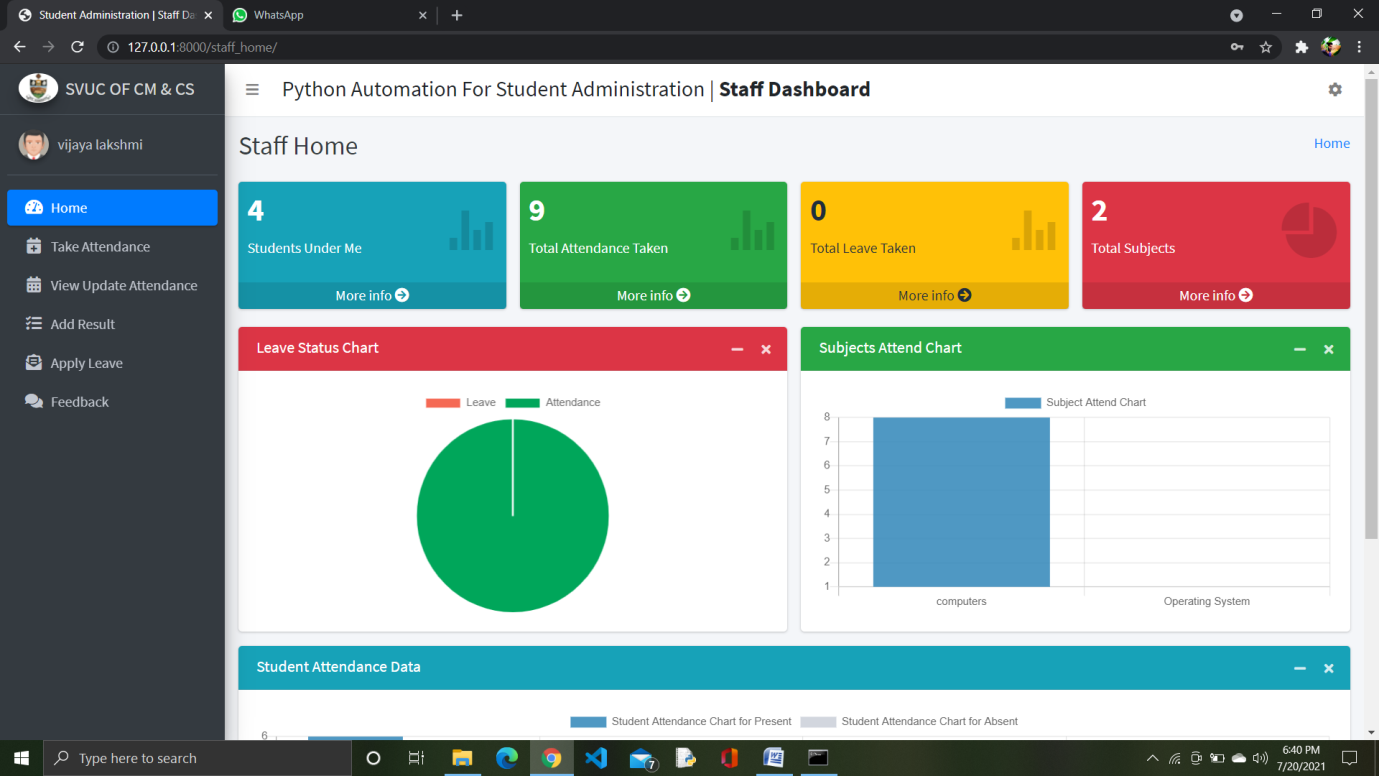 Student Administration | Staff Da
WhatsApp
127.0.0.1:8000/staff_home/
SVUC OF CM & CS
Python Automation For Student Administration | Staff Dashboard
vijaya lakshmi
Home
Take Attendance
View Update Attendance
Add Result
Apply Leave
Feedback
Staff Home
Home
4
Students Under Me
More info
9
Total Attendance Taken
More info
0
Total Leave Taken
More info
2
Total Subjects
More info
Leave Status Chart
Leave
Attendance
Subjects Attend Chart
Subject Attend Chart
8
7
6
5
4
3
2
1
computers
Operating System
Student Attendance Data
Student Attendance Chart for Present
Student Attendance Chart for Absent
6
Type here to search
7
6:40 PM
7/20/2021